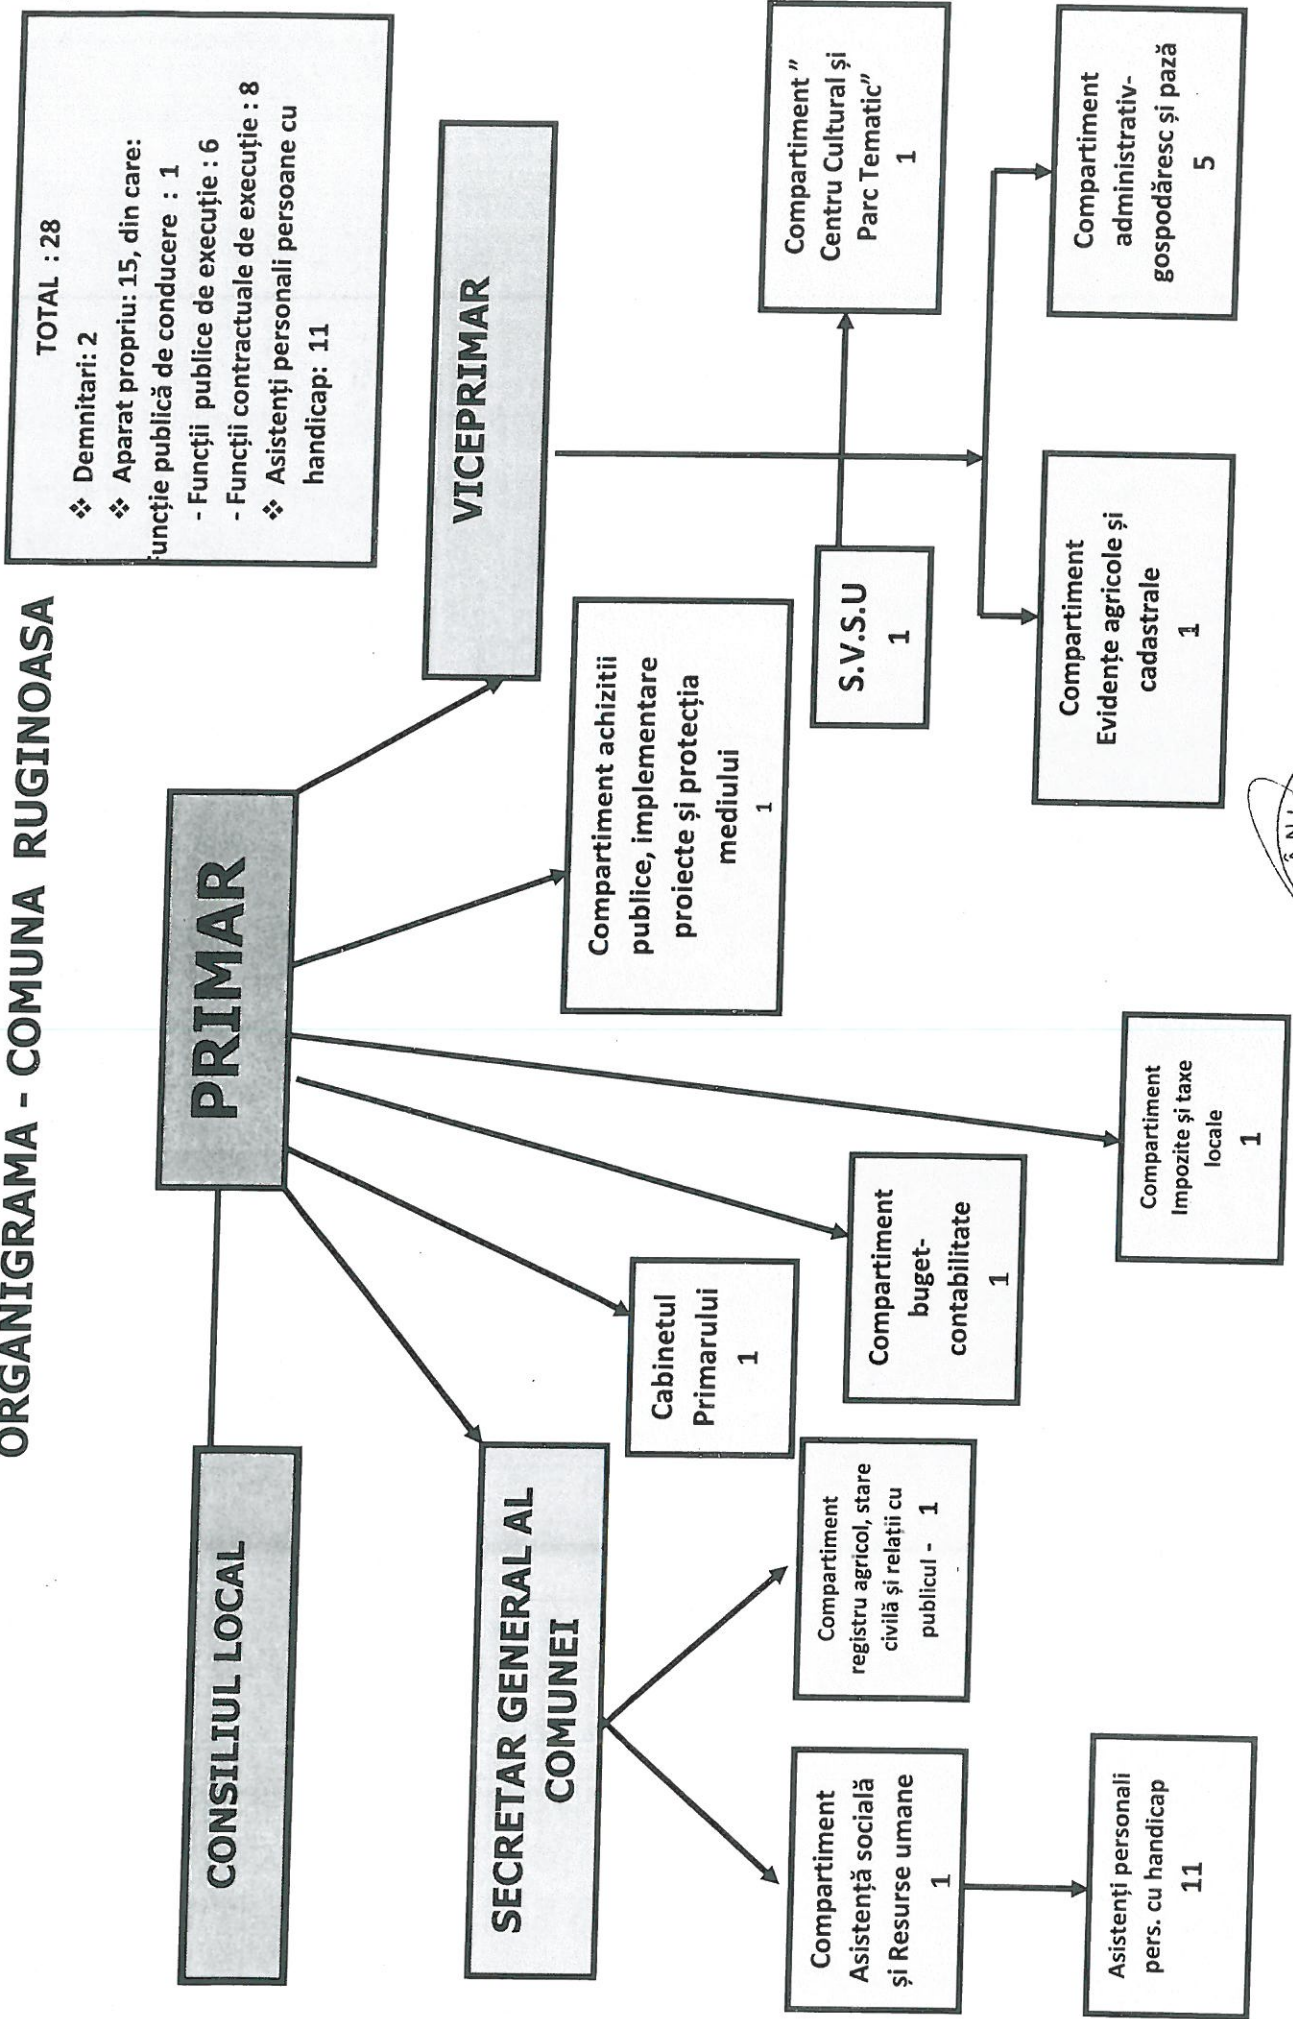 ORGANIGRAMA - COMUNA RUGINOASA
TOTAL : 28
❖ Demnitari: 2
❖ Aparat propriu: 15, din care:
uncție publică de conducere : 1
- Funcții publice de execuție : 6
- Funcții contractuale de execuție : 8
❖ Asistenți personali persoane cu
handicap: 11
CONSILIUL LOCAL
PRIMAR
VICEPRIMAR
SECRETAR GENERAL AL
COMUNEI
Cabinetul
Primarului
1
Compartiment
buget-
contabilitate
1
Compartiment
Impozite și taxe
locale
1
Compartiment achizitii
publice, implementare
proiecte și protecția
mediului
1
S.V.S.U
1
Compartiment ”
Centru Cultural și
Parc Tematic”
1
Compartiment
Evidențe agricole și
cadastrale
1
Compartiment
administrativ-
gospodăresc și pază
5
Compartiment
Asistență socială
și Resurse umane
1
Compartiment
registru agricol, stare
civilă și relații cu
publicul - 1
Asistenți personali
pers. cu handicap
11